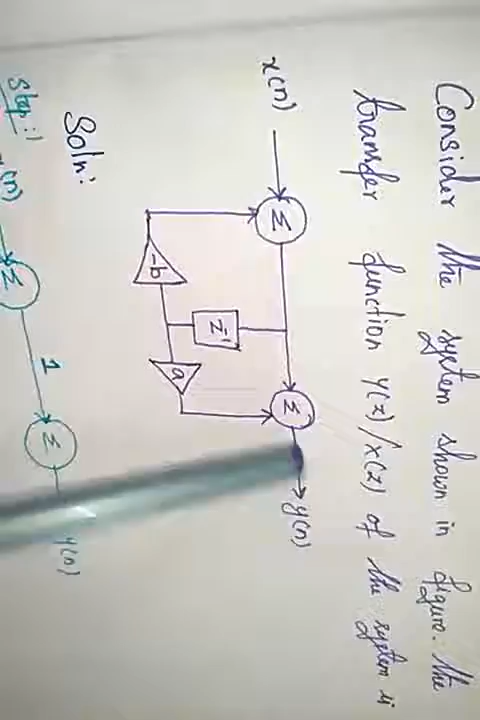 Consider the system shown in figure. the
transfer function y(z)/x(z) of the system is
x(n) Σ Σ y(n)
z⁻¹
-b a
Soln:
Step:1
(n) Σ 1 Σ y(n)